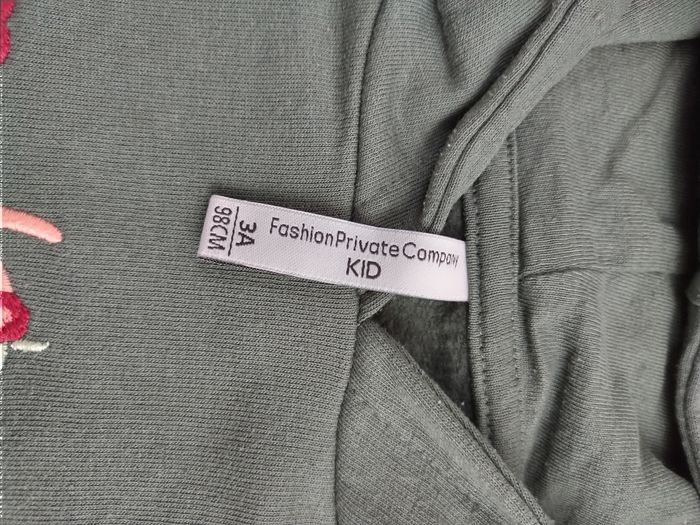 FashionPrivateCompany
KID
3A
98CM